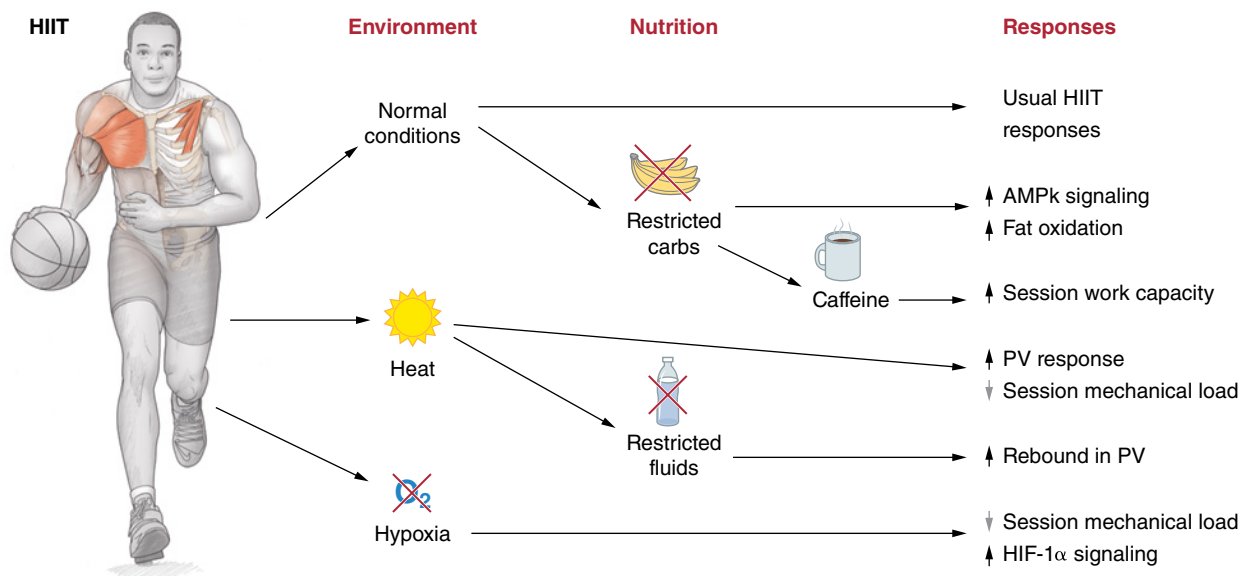 HIIT
Environment
Nutrition
Responses
Normal
conditions
Usual HIIT
responses
Restricted
carbs
AMPk signaling
Fat oxidation
Caffeine
Session work capacity
Heat
PV response
Session mechanical load
Restricted
fluids
Rebound in PV
O2
Hypoxia
Session mechanical load
HIF-1α signaling